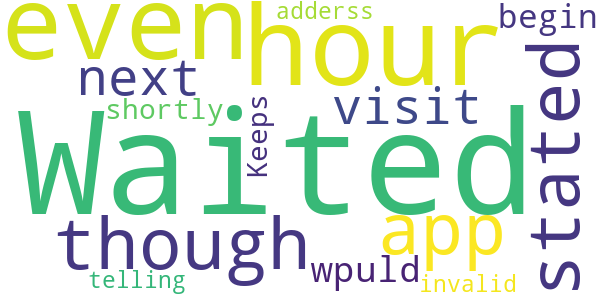 adderss
begin
even
hour
next
stated
shortly
Keeps
visit
Waited
though
app
wpuld
telling
invalid